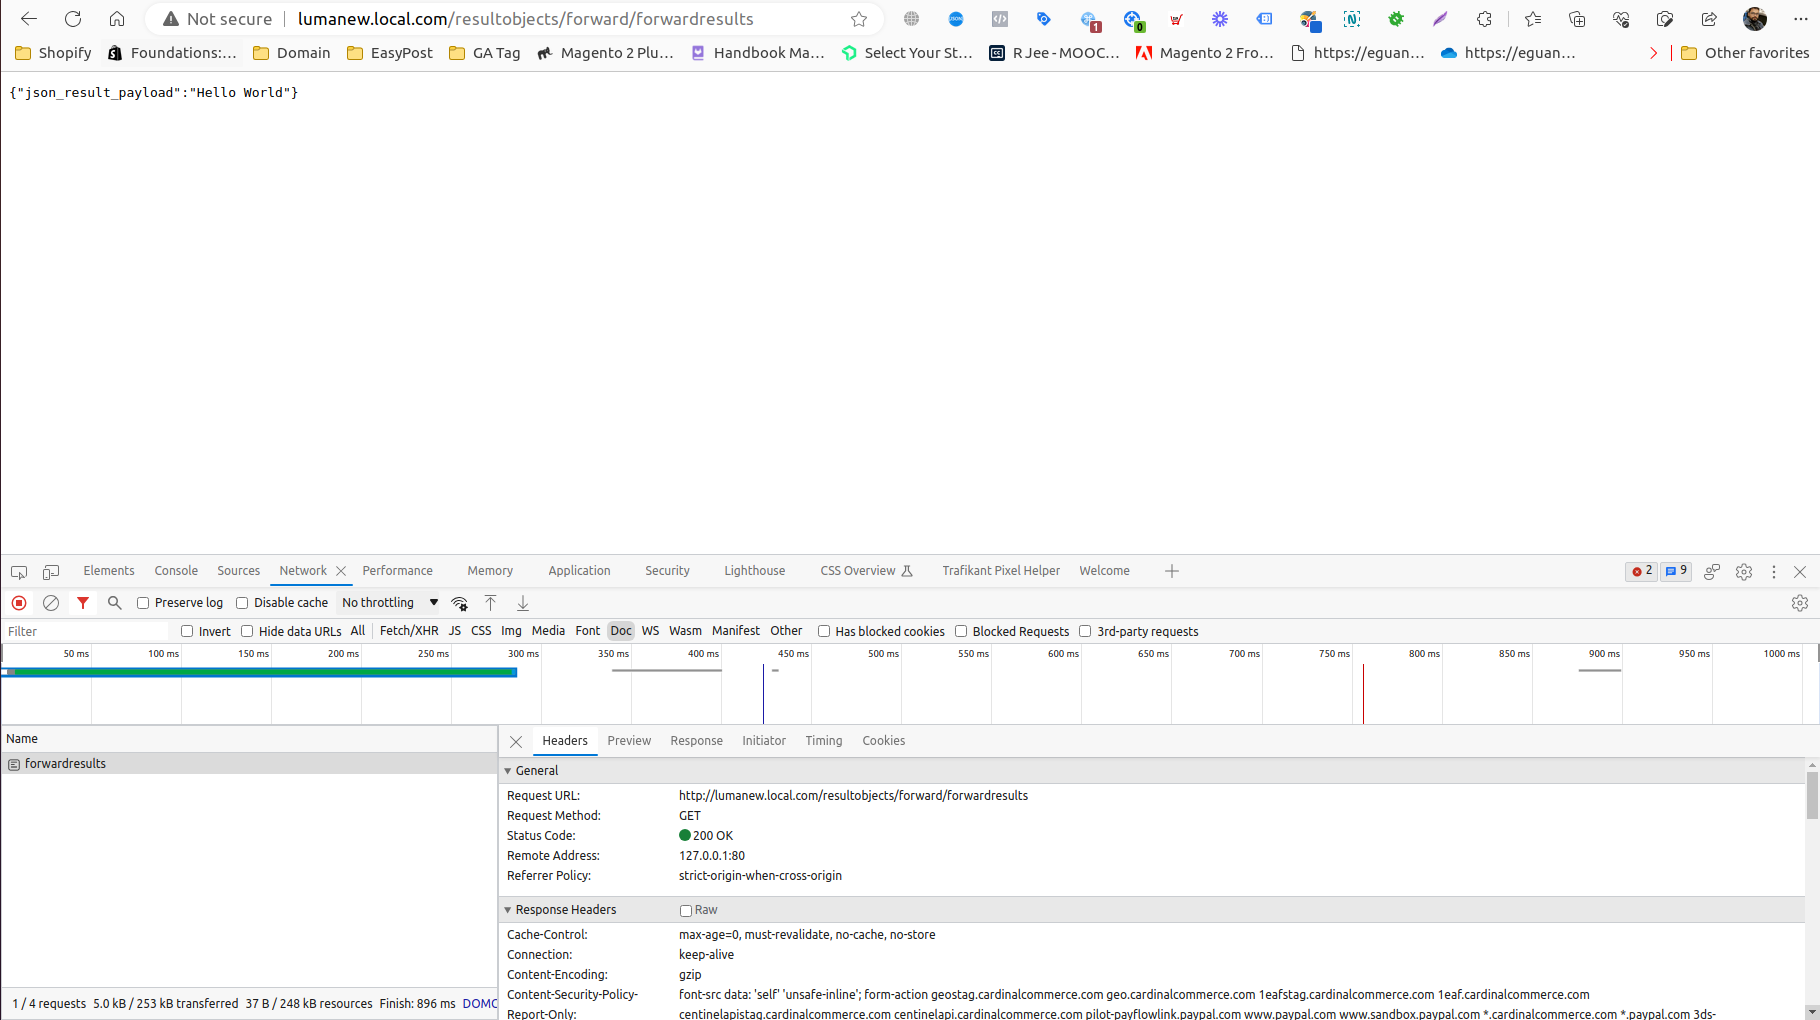 Not secure lumanew.local.com/resultobjects/forward/forwardresults
1 0
Shopify Foundations:... Domain EasyPost GA Tag Magento 2 Plu... Handbook Ma... Select Your St... R Jee - MOOC... Magento 2 Fro... https://eguan... https://eguan... Other favorites
{"json_result_payload":"Hello World"}
Elements Console Sources Network Performance Memory Application Security Lighthouse CSS Overview Trafikant Pixel Helper Welcome 2 9
Preserve log Disable cache No throttling
Filter Invert Hide data URLs All Fetch/XHR JS CSS Img Media Font Doc WS Wasm Manifest Other Has blocked cookies Blocked Requests 3rd-party requests
50 ms 100 ms 150 ms 200 ms 250 ms 300 ms 350 ms 400 ms 450 ms 500 ms 550 ms 600 ms 650 ms 700 ms 750 ms 800 ms 850 ms 900 ms 950 ms 1000 ms
Name
forwardresults
1 / 4 requests 5.0 kB / 253 kB transferred 37 B / 248 kB resources Finish: 896 ms DOMC
Headers Preview Response Initiator Timing Cookies
General
Request URL: http://lumanew.local.com/resultobjects/forward/forwardresults
Request Method: GET
Status Code: 200 OK
Remote Address: 127.0.0.1:80
Referrer Policy: strict-origin-when-cross-origin
Response Headers Raw
Cache-Control: max-age=0, must-revalidate, no-cache, no-store
Connection: keep-alive
Content-Encoding: gzip
Content-Security-Policy- font-src data: 'self' 'unsafe-inline'; form-action geostag.cardinalcommerce.com geo.cardinalcommerce.com 1eafstag.cardinalcommerce.com 1eaf.cardinalcommerce.com
Report-Only: centinelapistag.cardinalcommerce.com centinelapi.cardinalcommerce.com pilot-payflowlink.paypal.com www.paypal.com www.sandbox.paypal.com *.cardinalcommerce.com *.paypal.com 3ds-